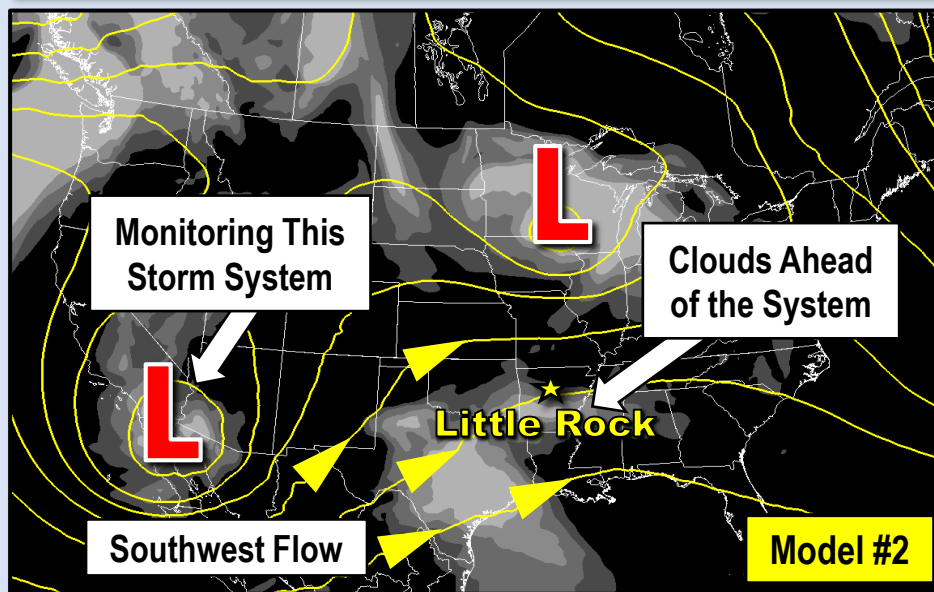 L
Monitoring This
Storm System
Clouds Ahead
of the System
L
Little Rock
Southwest Flow
Model #2